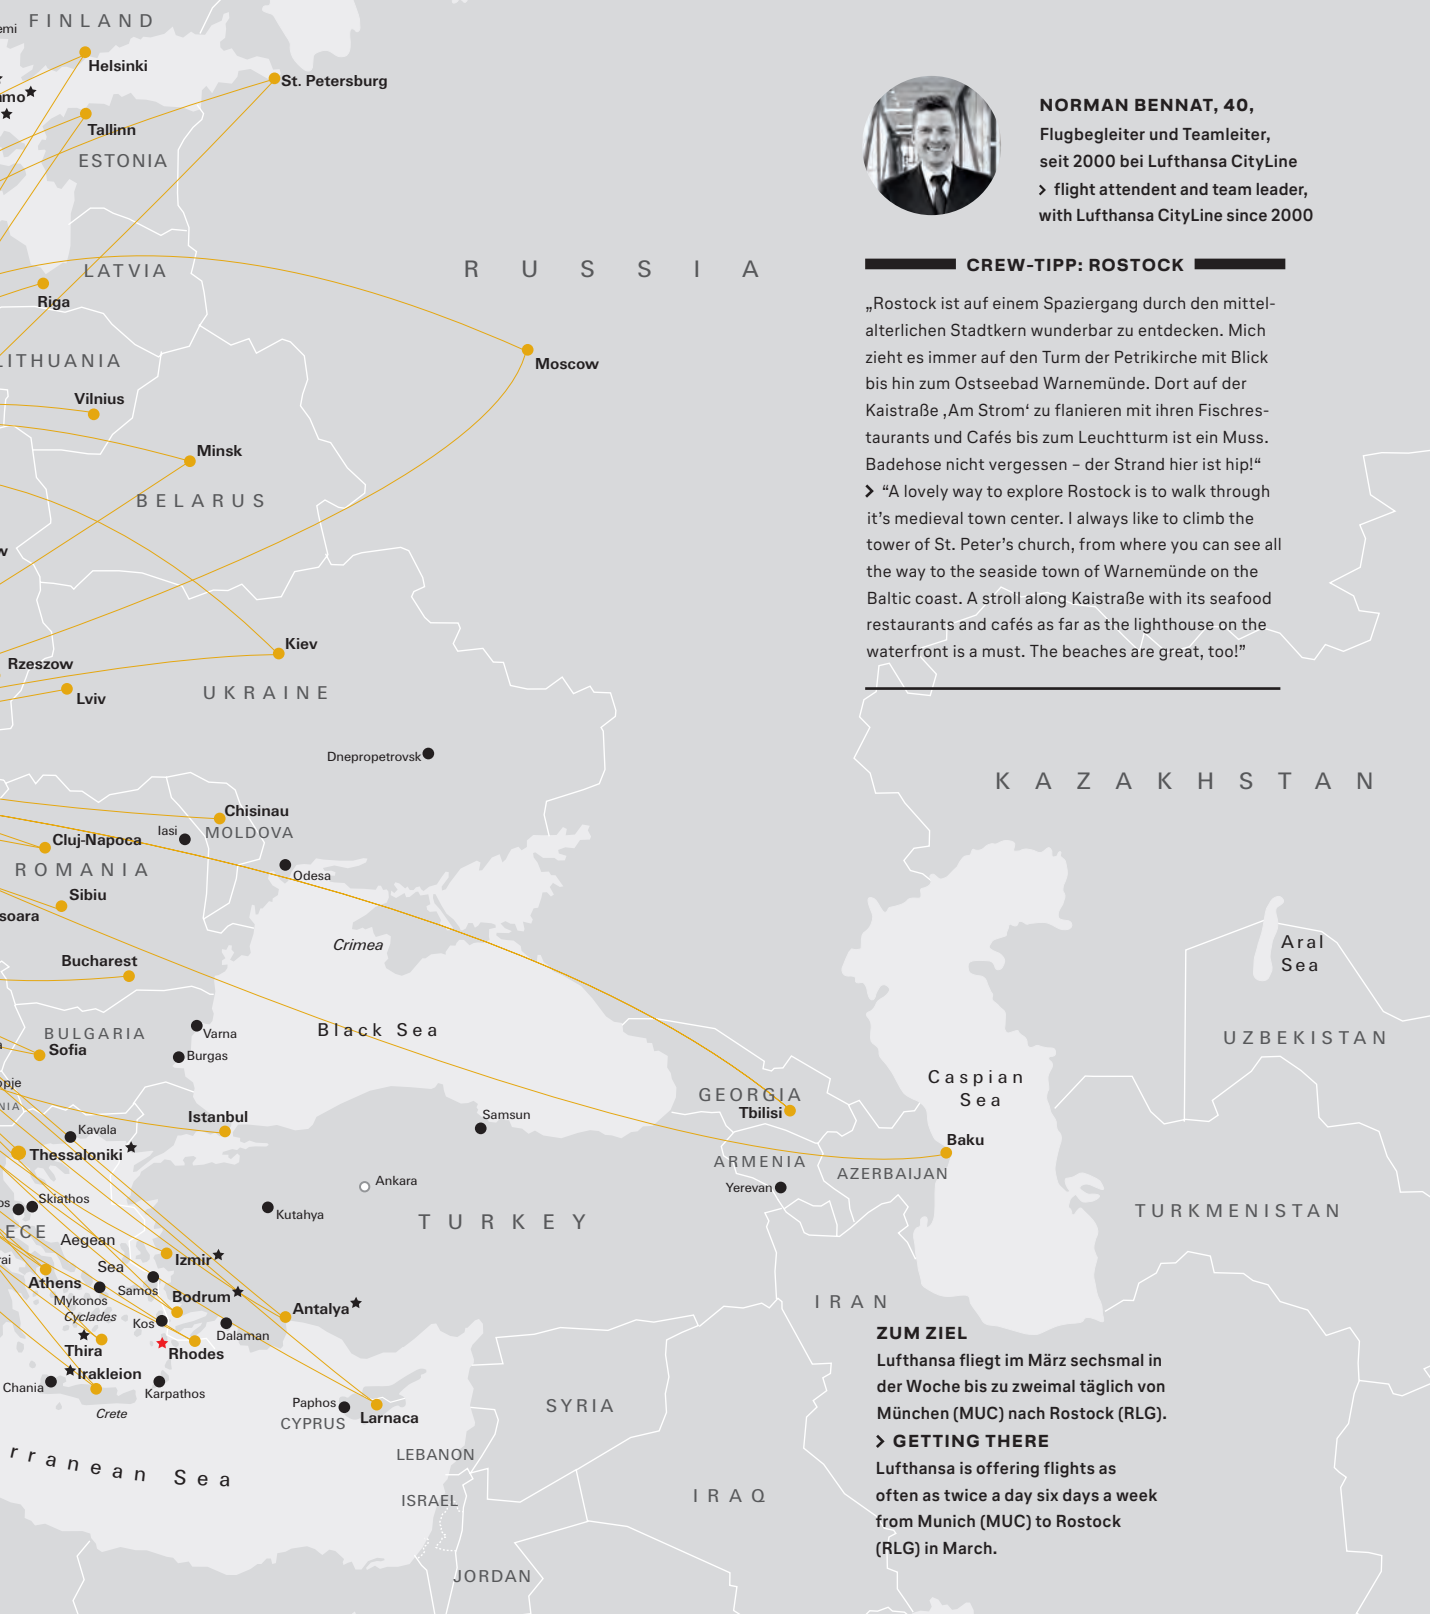 FINLAND
Helsinki
St. Petersburg
Tallinn
ESTONIA
LATVIA
Riga
RUSSIA
LITHUANIA
Moscow
Vilnius
Minsk
BELARUS
Kiev
Rzeszow
Lviv
UKRAINE
Dnepropetrovsk
Chisinau
Iasi
MOLDOVA
Cluj-Napoca
ROMANIA
Odesa
Sibiu
soara
Crimea
Bucharest
Black Sea
BULGARIA
Varna
Sofia
Burgas
opje
NIA
Istanbul
Samsun
Kavala
Thessaloniki
Ankara
Skiathos
Kutahya
TURKEY
ECE
Aegean
Sea
Izmir
Athens
Samos
Mykonos
Bodrum
Antalya
Cyclades
Kos
Dalaman
Thira
Rhodes
Irakleion
Chania
Karpathos
Crete
Paphos
CYPRUS
Larnaca
rranean Sea
LEBANON
ISRAEL
JORDAN
SYRIA
IRAQ
IRAN
GEORGIA
Tbilisi
ARMENIA
Yerevan
AZERBAIJAN
Baku
Caspian
Sea
KAZAKHSTAN
Aral
Sea
UZBEKISTAN
TURKMENISTAN
NORMAN BENNAT, 40,
Flugbegleiter und Teamleiter,
seit 2000 bei Lufthansa CityLine
> flight attendent and team leader,
with Lufthansa CityLine since 2000
CREW-TIPP: ROSTOCK
„Rostock ist auf einem Spaziergang durch den mittel-
alterlichen Stadtkern wunderbar zu entdecken. Mich
zieht es immer auf den Turm der Petrikirche mit Blick
bis hin zum Ostseebad Warnemünde. Dort auf der
Kaistraße ‚Am Strom‘ zu flanieren mit ihren Fischres-
taurants und Cafés bis zum Leuchtturm ist ein Muss.
Badehose nicht vergessen – der Strand hier ist hip!“
> “A lovely way to explore Rostock is to walk through
it’s medieval town center. I always like to climb the
tower of St. Peter’s church, from where you can see all
the way to the seaside town of Warnemünde on the
Baltic coast. A stroll along Kaistraße with its seafood
restaurants and cafés as far as the lighthouse on the
waterfront is a must. The beaches are great, too!”
ZUM ZIEL
Lufthansa fliegt im März sechsmal in
der Woche bis zu zweimal täglich von
München (MUC) nach Rostock (RLG).
> GETTING THERE
Lufthansa is offering flights as
often as twice a day six days a week
from Munich (MUC) to Rostock
(RLG) in March.